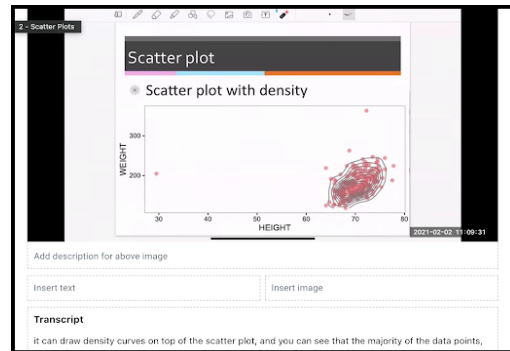 2 - Scatter Plots
Scatter plot
Scatter plot with density
WEIGHT
300
200
30 40 50 60 70 80
HEIGHT
2021-02-02 11:09:31
Add description for above image
Insert text
Insert image
Transcript
it can draw density curves on top of the scatter plot, and you can see that the majority of the data points,